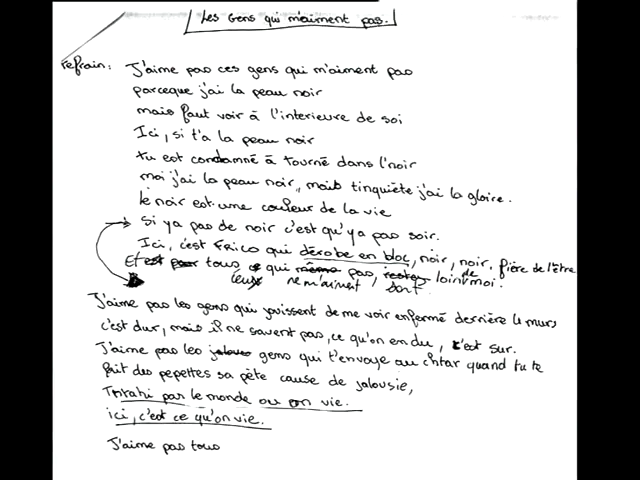 Les Gens qui m'aiment pas.
refrain: J'aime pas ces gens qui m'aiment pas
parceque j'ai la peau noir
mais faut voir à l'interieure de soi
Ici, si t'a la peau noir
tu est condamné à tourné dans l'noir
moi j'ai la peau noir, mais tinquiète j'ai la gloire.
le noir est une couleur de la vie
Si ya pas de noir c'est qu'ya pas soir.
Ici, c'est Frico qui dérobe en bloc, noir, noir, fière de l'être
Et tous ceux qui ne m'aiment pas, sont loin de moi.
J'aime pas les gens qui jouissent de me voir enfermé derrière le murs
c'est dur, mais il ne savent pas, ce qu'on en du, c'est sur.
J'aime pas les gens qui t'envoye au chtar quand tu te
fait des pepettes sa pète cause de jalousie,
Trahi par le monde ou on vie.
ici, c'est ce qu'on vie.
J'aime pas tous